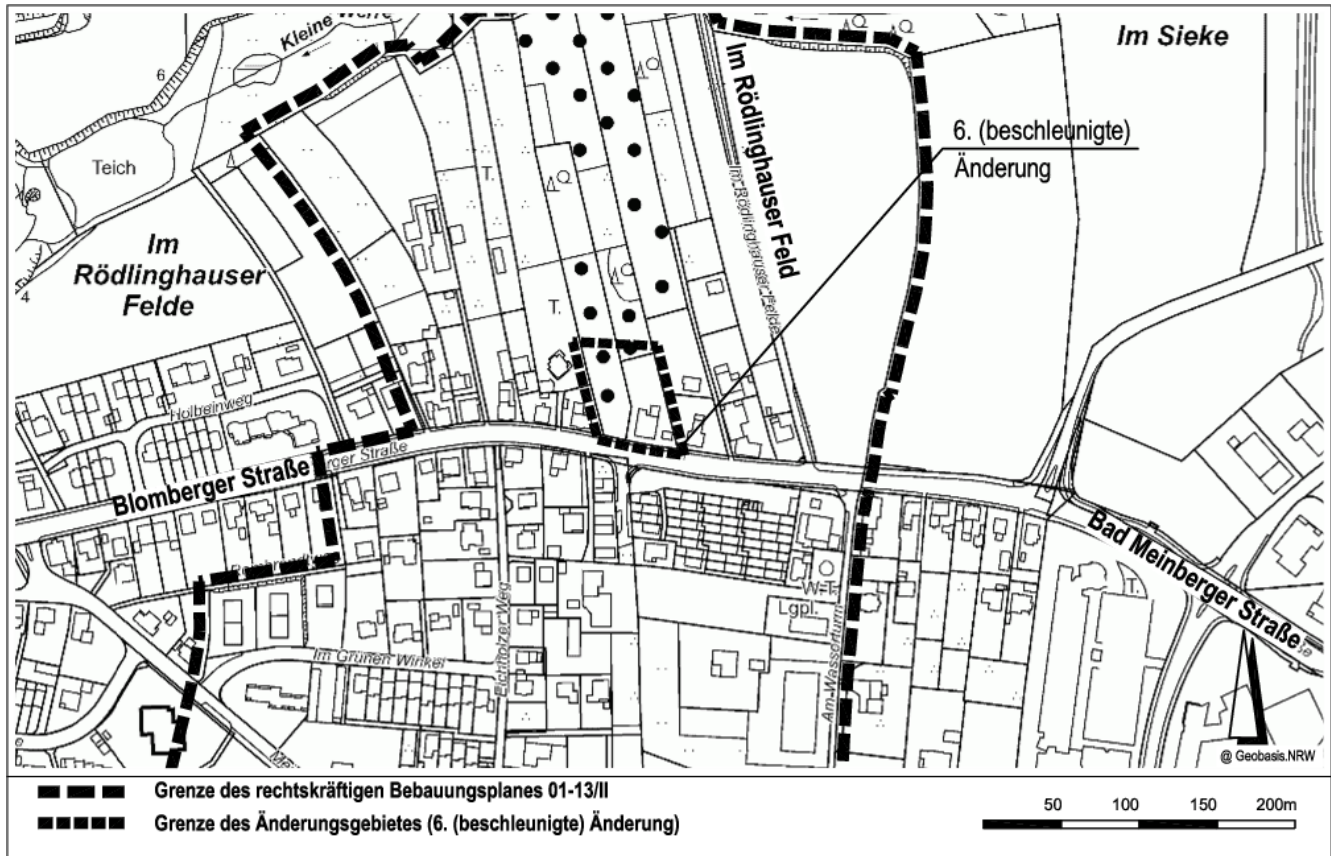 Kleine Werre
Im Sieke
6
Im Rödlinghauser Feld
Im Rödlinghauser Felde
6. (beschleunigte)
Änderung
Teich
T.
Im
Rödlinghauser
Felde
4
T.
Holbeinweg
Blomberger Straße
rger Straße
Bad Meinberger Straße
W-T.
Lgpl.
Eichholzer Weg
Am Wasserturm
Im Grünen Winkel
@ Geobasis.NRW
Grenze des rechtskräftigen Bebauungsplanes 01-13/II
Grenze des Änderungsgebietes (6. (beschleunigte) Änderung)
50 100 150 200m